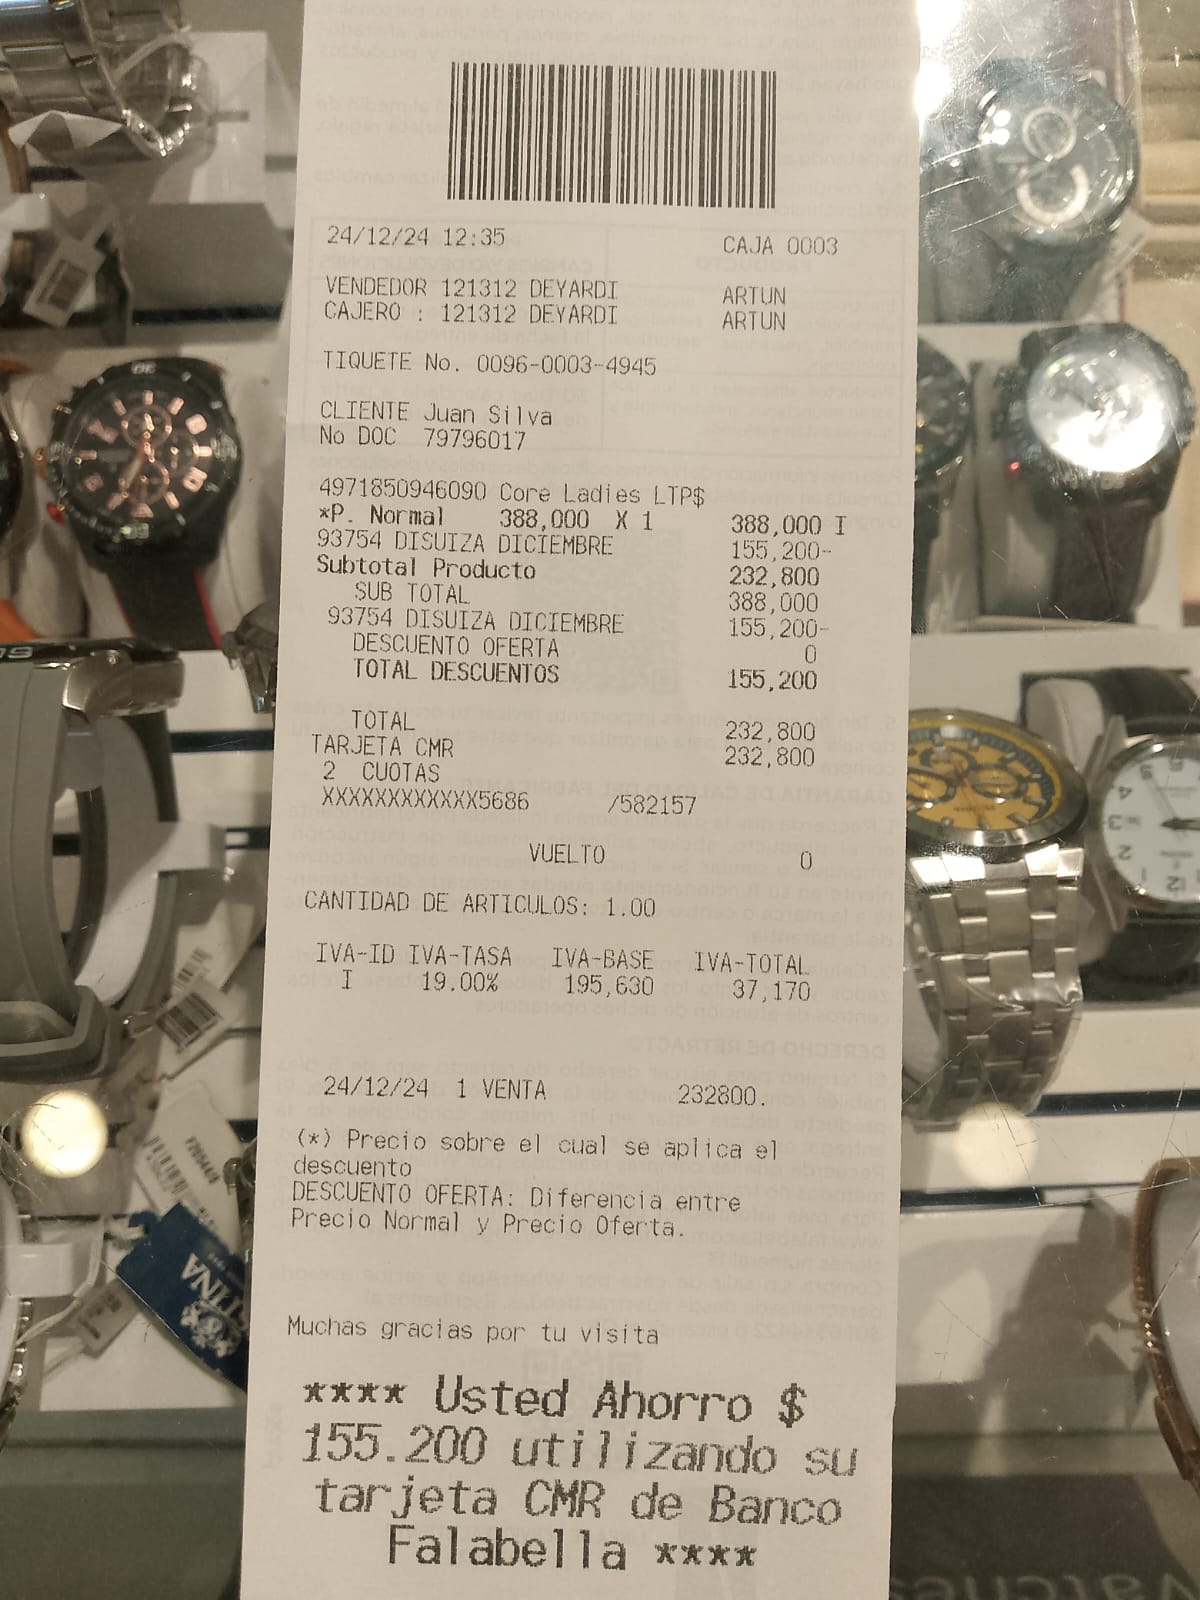 24/12/24 12:35 CAJA 0003
VENDEDOR 121312 DEYARDI ARTUN
CAJERO : 121312 DEYARDI ARTUN
TIQUETE No. 0096-0003-4945
CLIENTE Juan Silva
No DOC 79796017
4971850946090 Core Ladies LTP$
*P. Normal 388,000 X 1 388,000 I
93754 DISUIZA DICIEMBRE 155,200-
Subtotal Producto 232,800
SUB TOTAL 388,000
93754 DISUIZA DICIEMBRE 155,200-
DESCUENTO OFERTA 0
TOTAL DESCUENTOS 155,200
TOTAL 232,800
TARJETA CMR 232,800
2 CUOTAS
XXXXXXXXXXXX5686 /582157
VUELTO 0
CANTIDAD DE ARTICULOS: 1.00
IVA-ID IVA-TASA IVA-BASE IVA-TOTAL
I 19.00% 195,630 37,170
24/12/24 1 VENTA 232800.
(*) Precio sobre el cual se aplica el
descuento
DESCUENTO OFERTA: Diferencia entre
Precio Normal y Precio Oferta.
Muchas gracias por tu visita
**** Usted Ahorro $
155.200 utilizando su
tarjeta CMR de Banco
Falabella ****